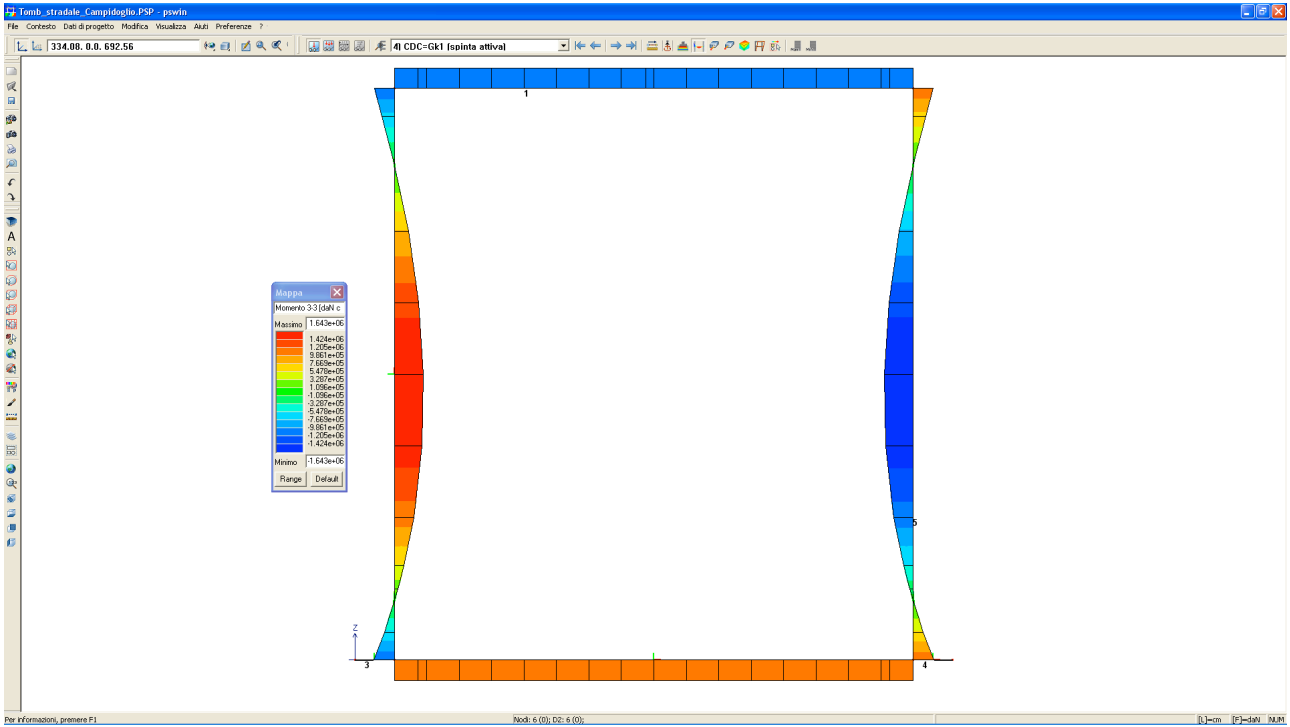 Tomb_stradale_Campidoglio.PSP - pswin
File Contesto Dati di progetto Modifica Visualizza Aiuti Preferenze ?
334.08. 0.0. 692.56
4) CDC=Gk1 (spinta attiva)
A
1
Mappa
Momento 3-3 [daN c
Massimo 1.643e+06
1.424e+06
1.205e+06
9.861e+05
7.669e+05
5.478e+05
3.287e+05
1.096e+05
-1.096e+05
-3.287e+05
-5.478e+05
-7.669e+05
-9.861e+05
-1.205e+06
-1.424e+06
Minimo -1.643e+06
Range Default
5
Z
3
4
Per informazioni, premere F1
Nodi: 6 (0); D2: 6 (0);
[L]=cm [F]=daN NUM